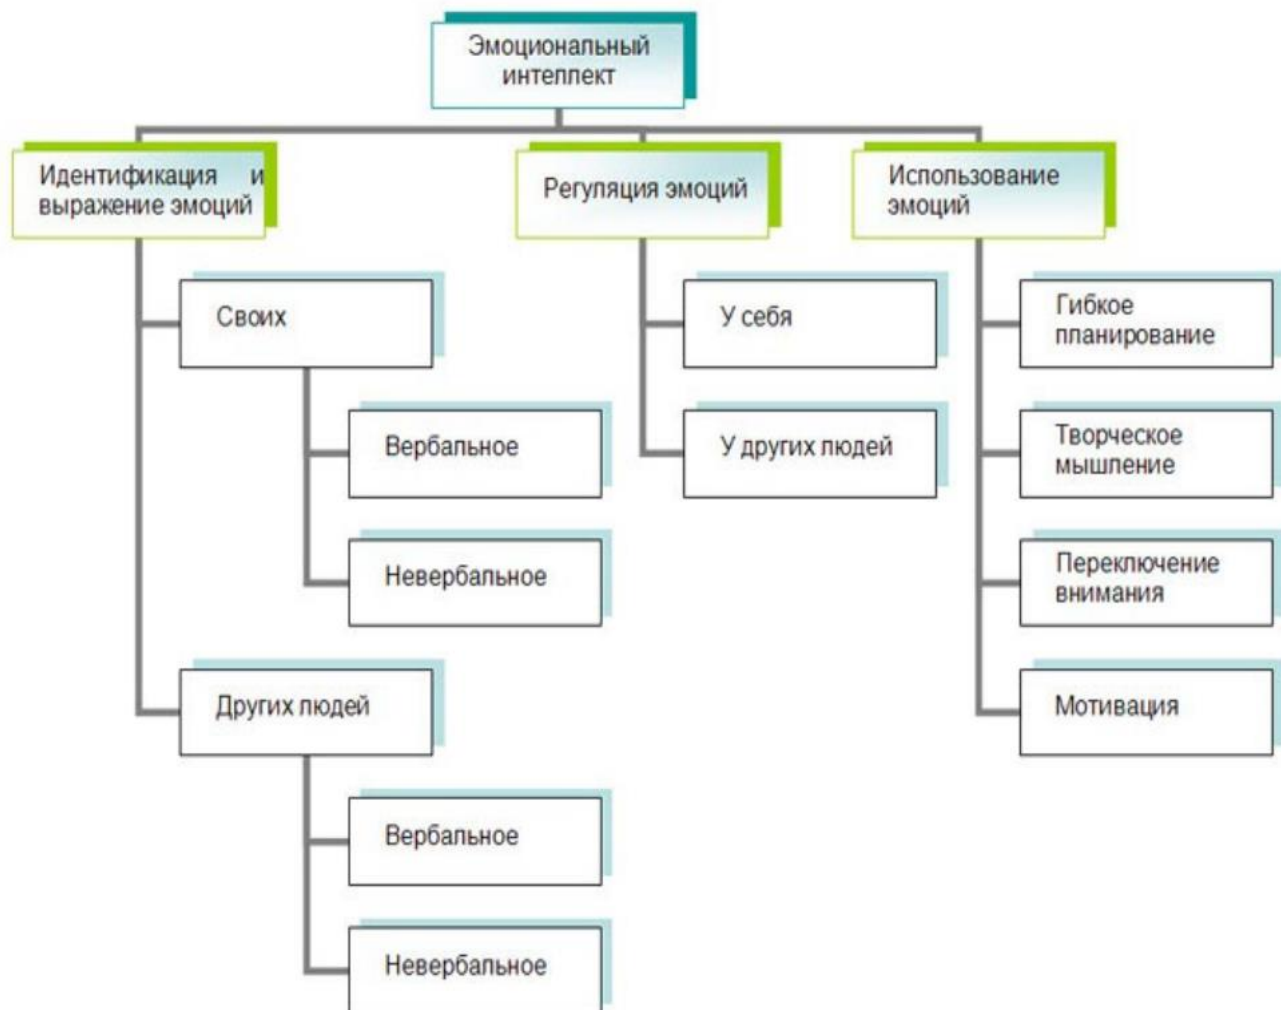 Эмоциональный
интеллект
Идентификация и
выражение эмоций
Регуляция эмоций
Использование
эмоций
Своих
Вербальное
Невербальное
Других людей
Вербальное
Невербальное
У себя
У других людей
Гибкое
планирование
Творческое
мышление
Переключение
внимания
Мотивация